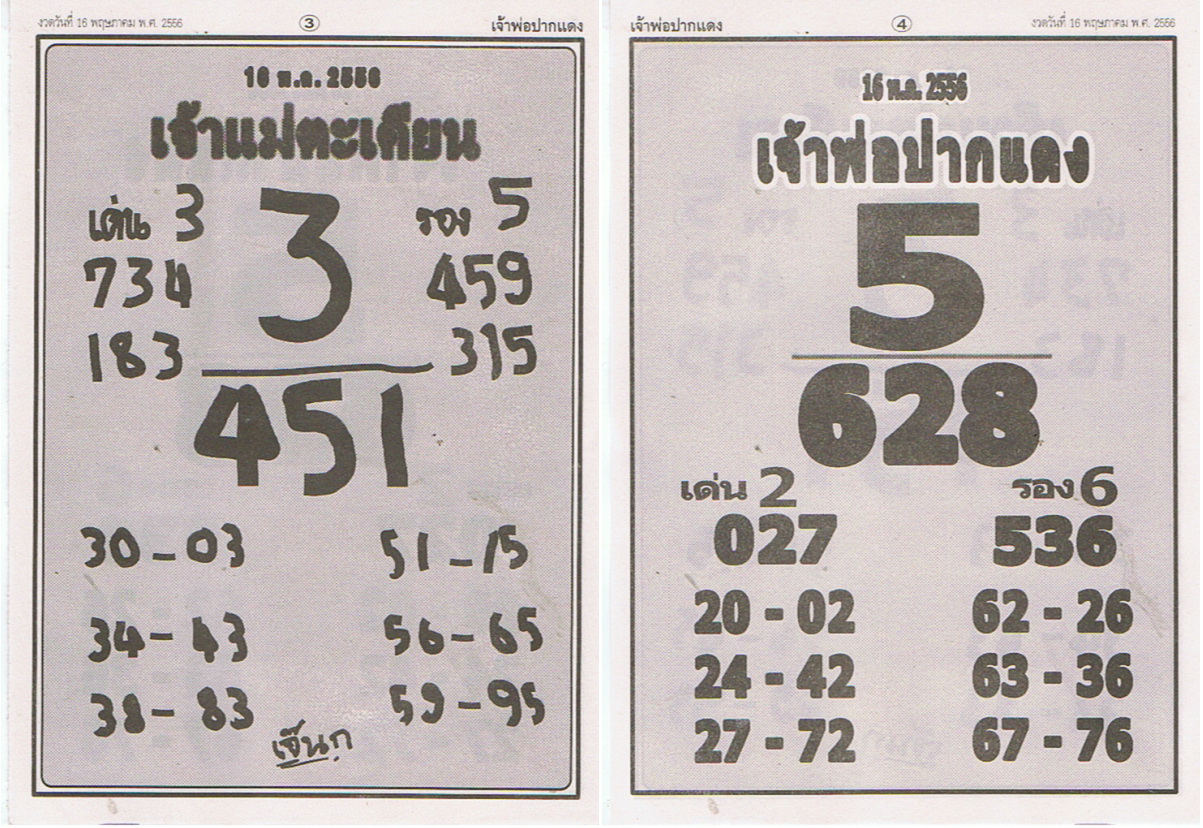 งวดวันที่ 16 พฤษภาคม พ.ศ. 2556 ③ เจ้าพ่อปากแดง
16 พ.ค. 2556
เจ้าแม่ตะเคียน
เด่น 3
3
รอง 5
734
459
183
315
451
30 - 03
51 - 15
34 - 43
56 - 65
38 - 83
59 - 95
เจ้าพ่อปากแดง ④ งวดวันที่ 16 พฤษภาคม พ.ศ. 2556
16 พ.ค. 2556
เจ้าพ่อปากแดง
5
628
เด่น 2
รอง 6
027
536
20 - 02
62 - 26
24 - 42
63 - 36
27 - 72
67 - 76